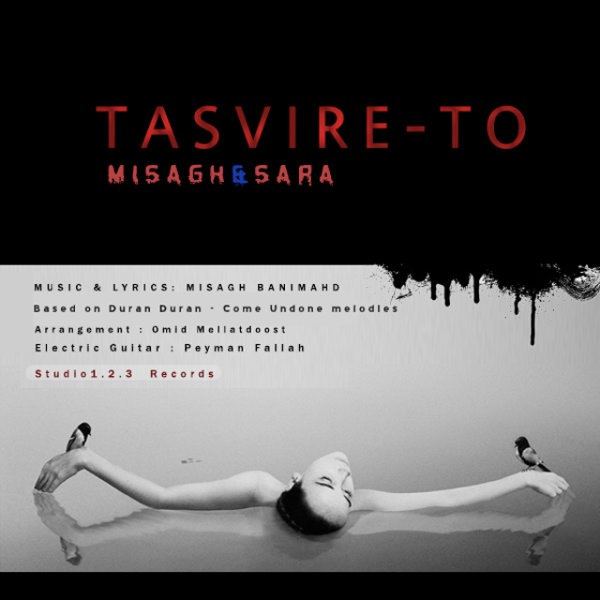 TASVIRE-TO
MISAGH&SARA
MUSIC & LYRICS: MISAGH BANIMAHD
Based on Duran Duran - Come Undone melodies
Arrangement : Omid Mellatdoost
Electric Guitar : Peyman Fallah
Studio1.2.3 Records